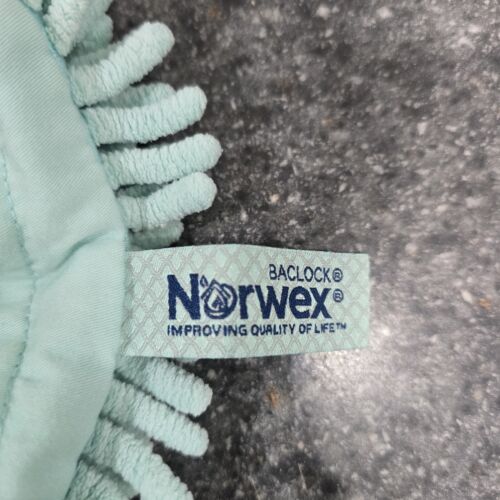 BACLOCK®
Norwex®
IMPROVING QUALITY OF LIFE™